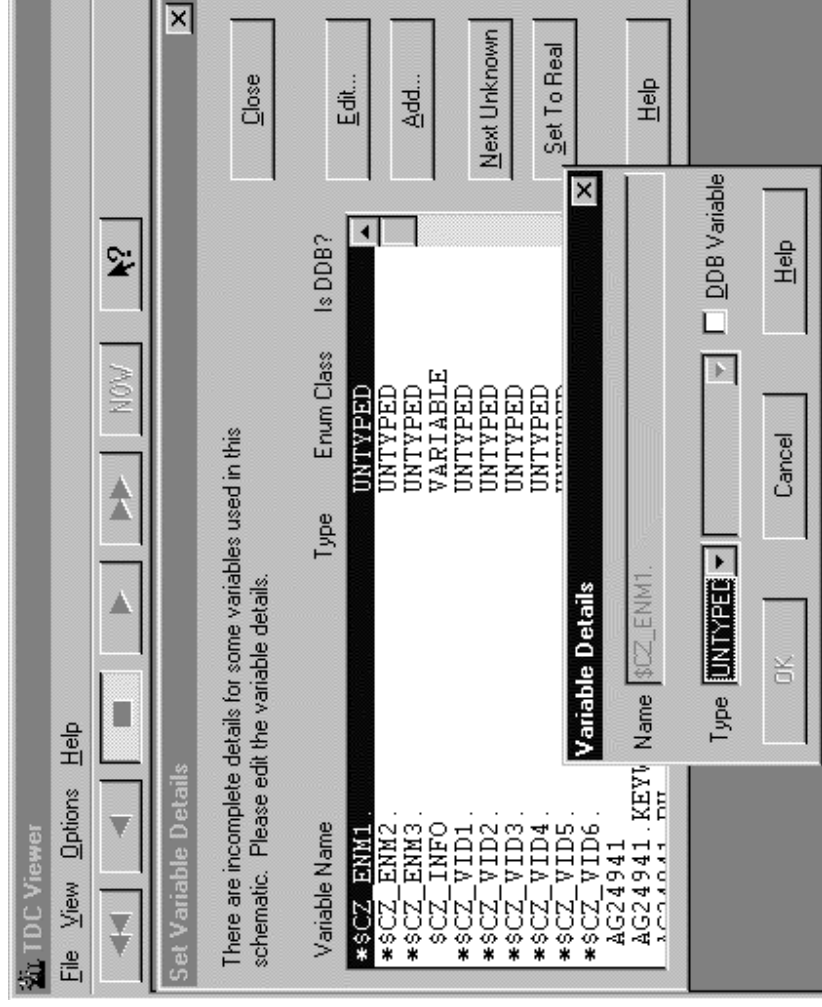 TDC Viewer
File View Options Help
NOW
?
Set Variable Details
There are incomplete details for some variables used in this
schematic. Please edit the variable details.
Variable Name Type Enum Class Is DDB?
*$CZ_ENM1. UNTYPED
*$CZ_ENM2. UNTYPED
*$CZ_ENM3. UNTYPED
$CZ_INFO VARIABLE
*$CZ_VID1. UNTYPED
*$CZ_VID2. UNTYPED
*$CZ_VID3. UNTYPED
*$CZ_VID4. UNTYPED
*$CZ_VID5.
*$CZ_VID6.
AG24941
AG24941.KEYW
Close
Edit...
Add...
Next Unknown
Set To Real
Help
Variable Details
Name $CZ_ENM1.
Type UNTYPED DDB Variable
OK Cancel Help